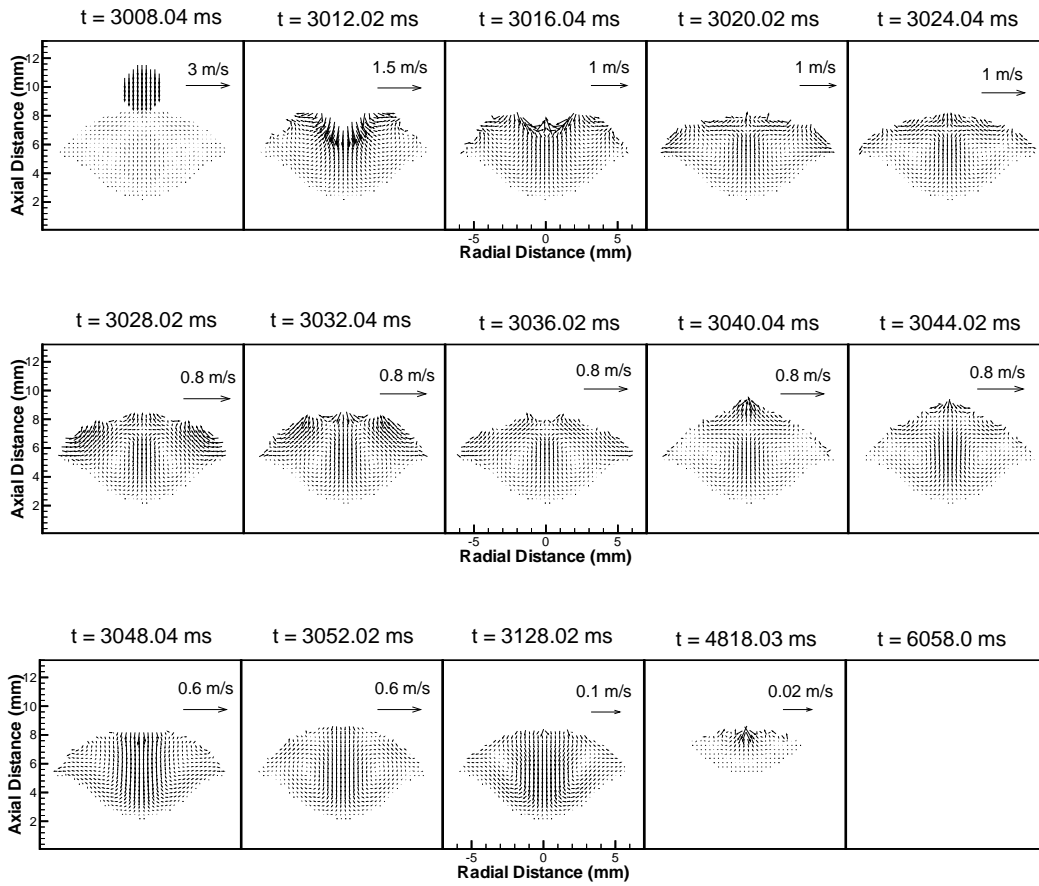 t = 3008.04 ms t = 3012.02 ms t = 3016.04 ms t = 3020.02 ms t = 3024.04 ms
3 m/s 1.5 m/s 1 m/s 1 m/s 1 m/s
Axial Distance (mm)
12
10
8
6
4
2
-5 0 5
Radial Distance (mm)
t = 3028.02 ms t = 3032.04 ms t = 3036.02 ms t = 3040.04 ms t = 3044.02 ms
0.8 m/s 0.8 m/s 0.8 m/s 0.8 m/s 0.8 m/s
Axial Distance (mm)
12
10
8
6
4
2
-5 0 5
Radial Distance (mm)
t = 3048.04 ms t = 3052.02 ms t = 3128.02 ms t = 4818.03 ms t = 6058.0 ms
0.6 m/s 0.6 m/s 0.1 m/s 0.02 m/s
Axial Distance (mm)
12
10
8
6
4
2
-5 0 5
Radial Distance (mm)